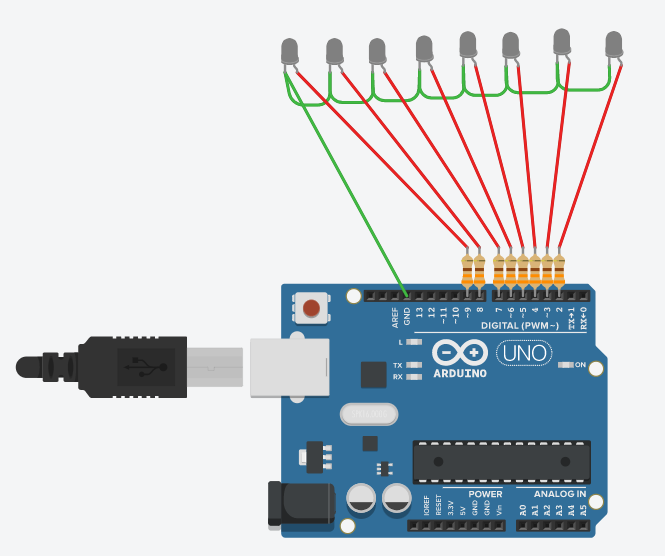 AREF
GND
13
12
~11
~10
~9
8
7
~6
~5
4
~3
2
TX→1
RX←0
DIGITAL (PWM~)
L
TX
RX
UNO
ARDUINO
ON
IOREF
RESET
3.3V
5V
GND
GND
Vin
POWER
ANALOG IN
A0
A1
A2
A3
A4
A5